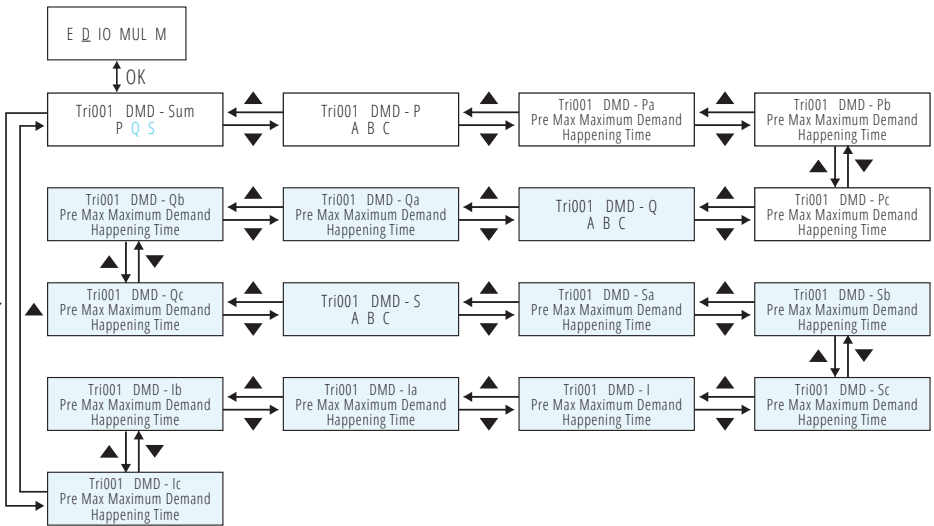 E D IO MUL M
OK
Tri001 DMD - Sum
P Q S
Tri001 DMD - P
A B C
Tri001 DMD - Pa
Pre Max Maximum Demand
Happening Time
Tri001 DMD - Pb
Pre Max Maximum Demand
Happening Time
Tri001 DMD - Qb
Pre Max Maximum Demand
Happening Time
Tri001 DMD - Qa
Pre Max Maximum Demand
Happening Time
Tri001 DMD - Q
A B C
Tri001 DMD - Pc
Pre Max Maximum Demand
Happening Time
Tri001 DMD - Qc
Pre Max Maximum Demand
Happening Time
Tri001 DMD - S
A B C
Tri001 DMD - Sa
Pre Max Maximum Demand
Happening Time
Tri001 DMD - Sb
Pre Max Maximum Demand
Happening Time
Tri001 DMD - Ib
Pre Max Maximum Demand
Happening Time
Tri001 DMD - Ia
Pre Max Maximum Demand
Happening Time
Tri001 DMD - I
Pre Max Maximum Demand
Happening Time
Tri001 DMD - Sc
Pre Max Maximum Demand
Happening Time
Tri001 DMD - Ic
Pre Max Maximum Demand
Happening Time